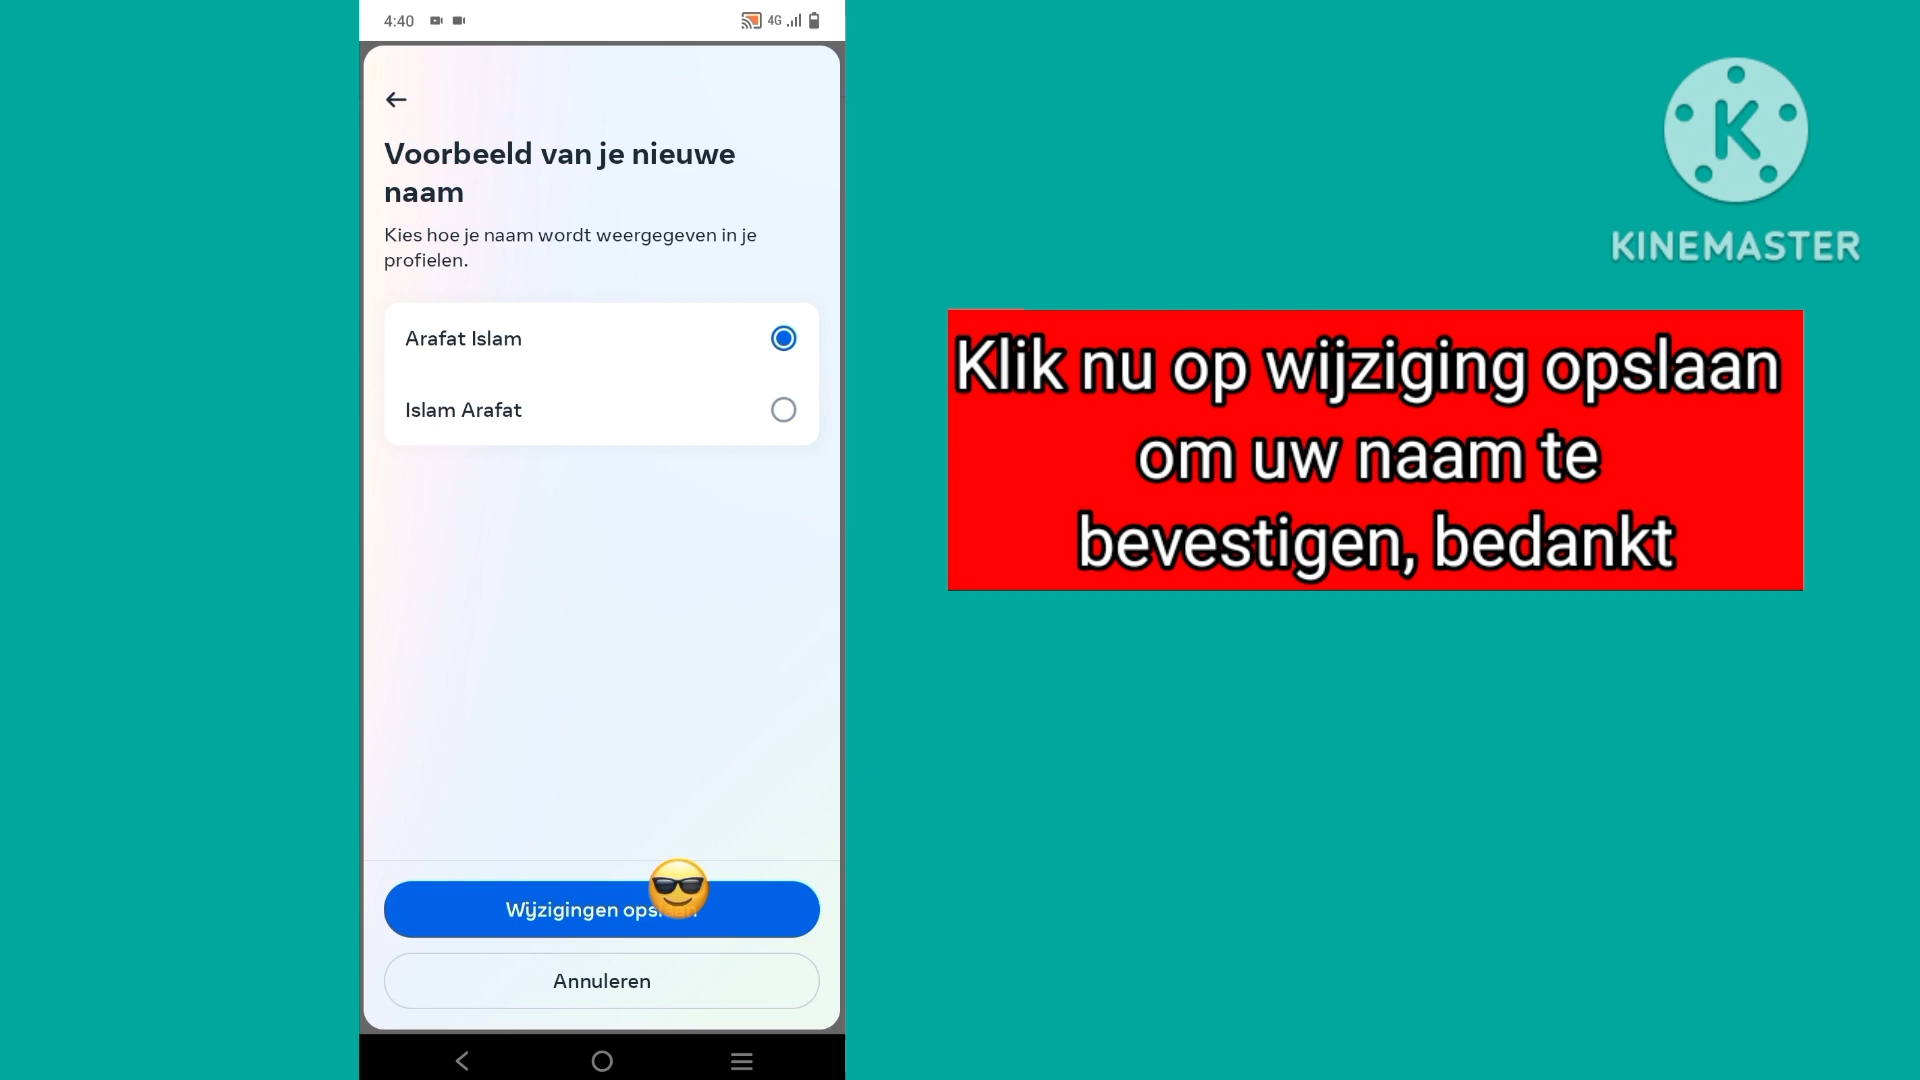 4:40
4G
Voorbeeld van je nieuwe
naam
Kies hoe je naam wordt weergegeven in je
profielen.
Arafat Islam
Islam Arafat
Wijzigingen opslaan
Annuleren
KINEMASTER
Klik nu op wijziging opslaan
om uw naam te
bevestigen, bedankt